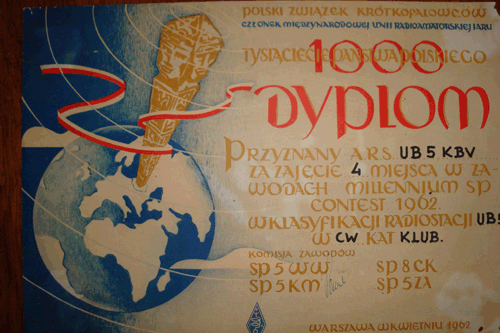 POLSKI ZWIĄZEK KRÓTKOFALOWCÓW
CZŁONEK MIĘDZYNARODOWEJ UNII RADIOAMATORSKIEJ IARU
TYSIĄCLECIE PAŃSTWA POLSKIEGO
1000
DYPLOM
PRZYZNANY A.R.S. UB5KBV
ZA ZAJĘCIE 4 MIEJSCA W ZA-
WODACH MILLENNIUM SP
CONTEST 1962.
W KLASYFIKACJI RADIOSTACJI UB5
W CW. KAT KLUB.
KOMISJA ZAWODÓW
SP5WW SP8CK
SP5KM SP5ZA
WARSZAWA W KWIETNIU 1962